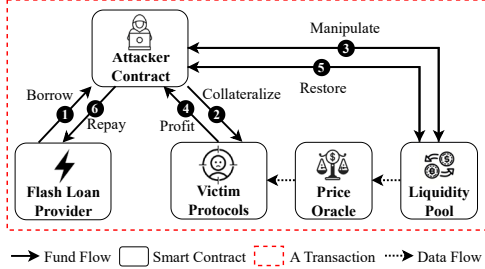 Manipulate
3
Attacker
Contract
5
Restore
Borrow
Collateralize
1
6
4
2
Repay
Profit
Flash Loan
Provider
Victim
Protocols
Price
Oracle
Liquidity
Pool
Fund Flow
Smart Contract
A Transaction
Data Flow